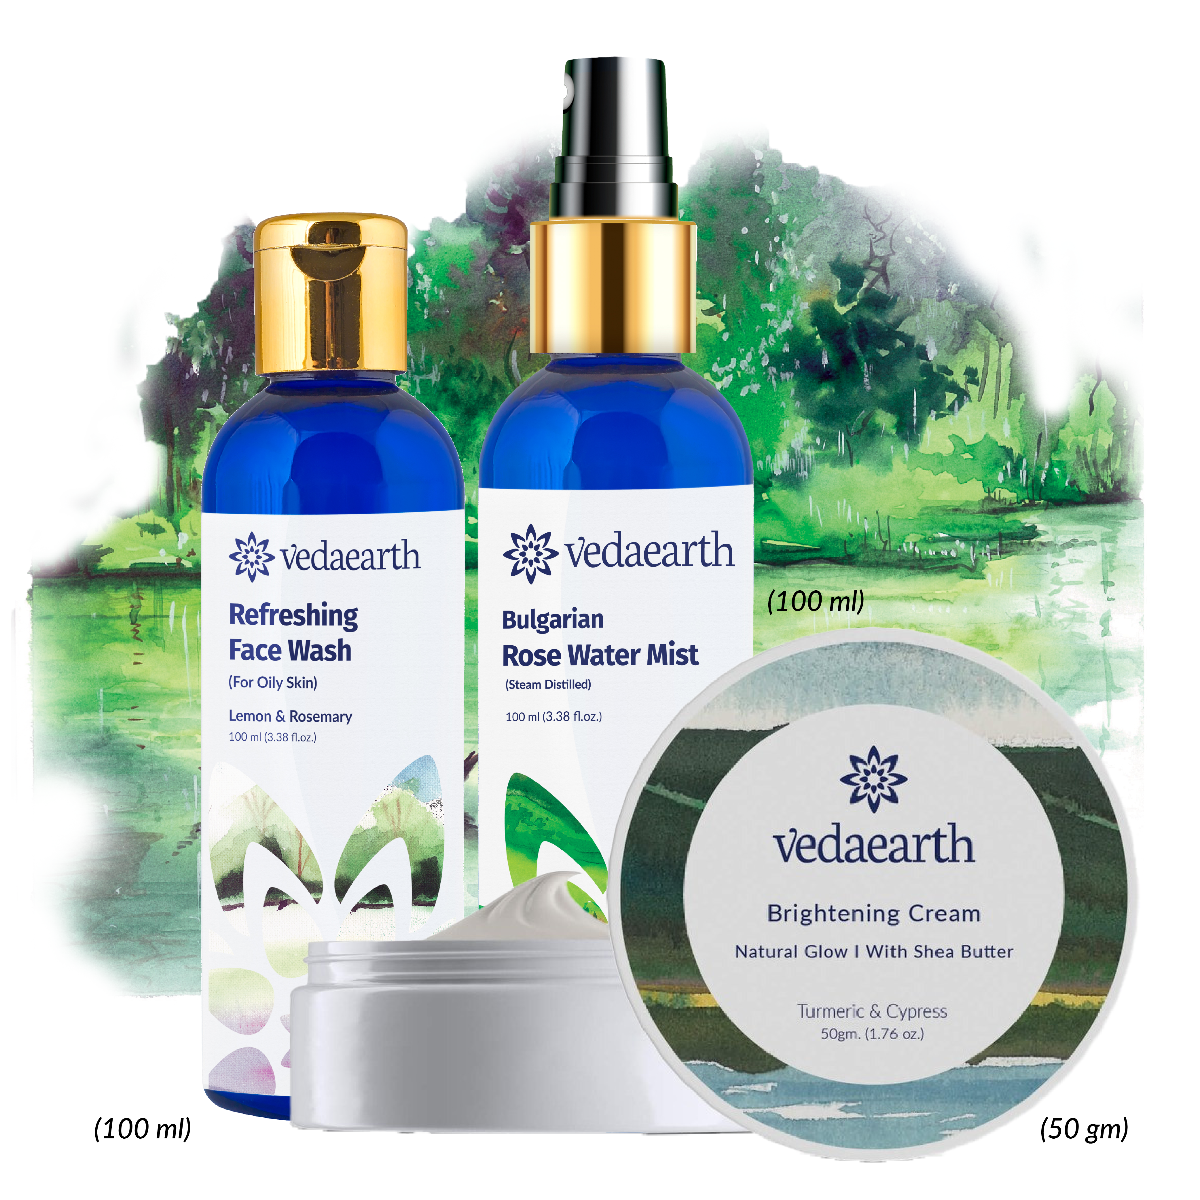 vedaearth
Refreshing
Face Wash
(For Oily Skin)
Lemon & Rosemary
100 ml (3.38 fl.oz.)
vedaearth
Bulgarian
Rose Water Mist
(Steam Distilled)
100 ml (3.38 fl.oz.)
(100 ml)
vedaearth
Brightening Cream
Natural Glow I With Shea Butter
Turmeric & Cypress
50gm. (1.76 oz.)
(100 ml)
(50 gm)